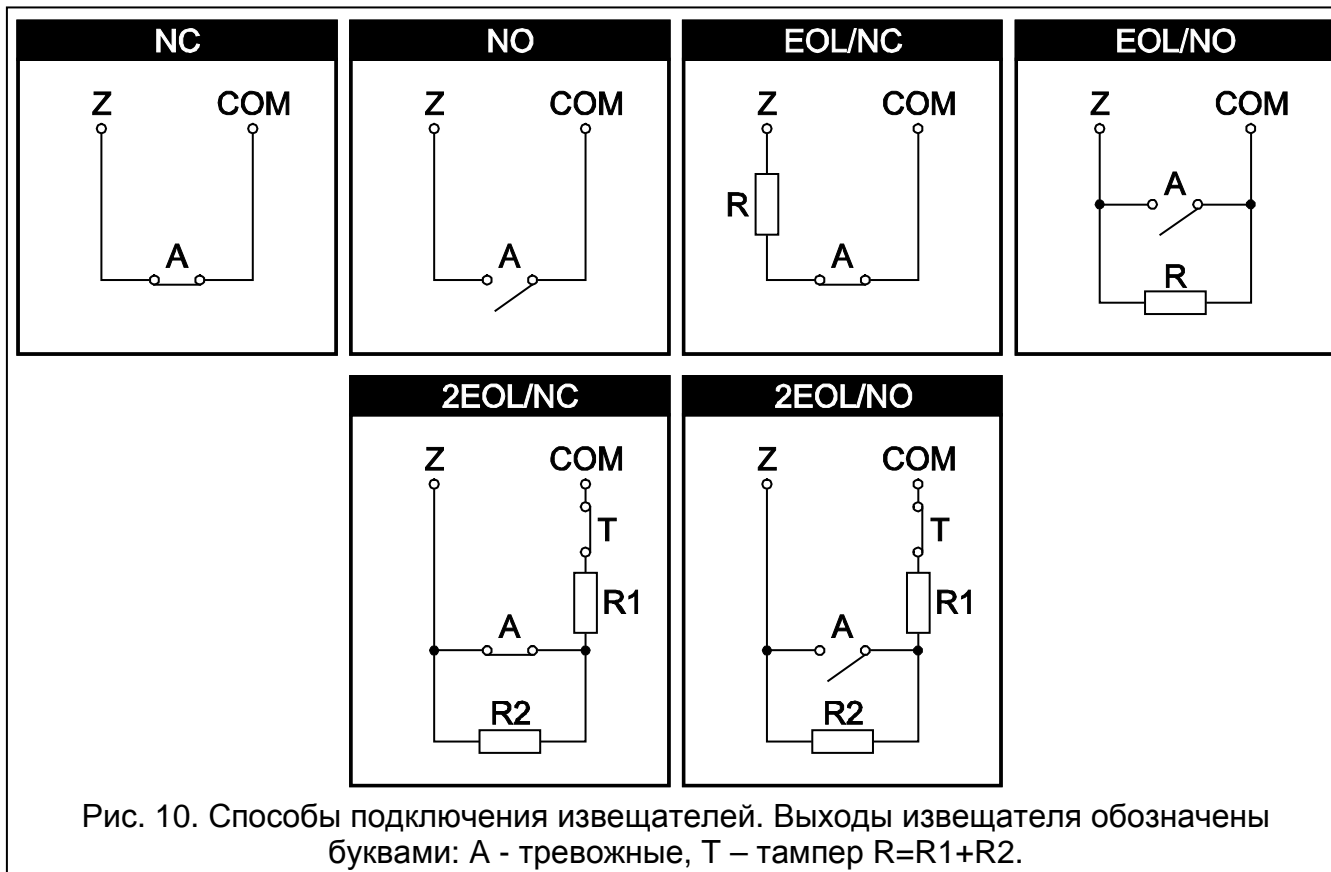 NC
Z COM
A
NO
Z COM
A
EOL/NC
Z COM
R
A
EOL/NO
Z COM
A
R
2EOL/NC
Z COM
T
R1
A
R2
2EOL/NO
Z COM
T
R1
A
R2
Рис. 10. Способы подключения извещателей. Выходы извещателя обозначены
буквами: А - тревожные, Т – тампер R=R1+R2.